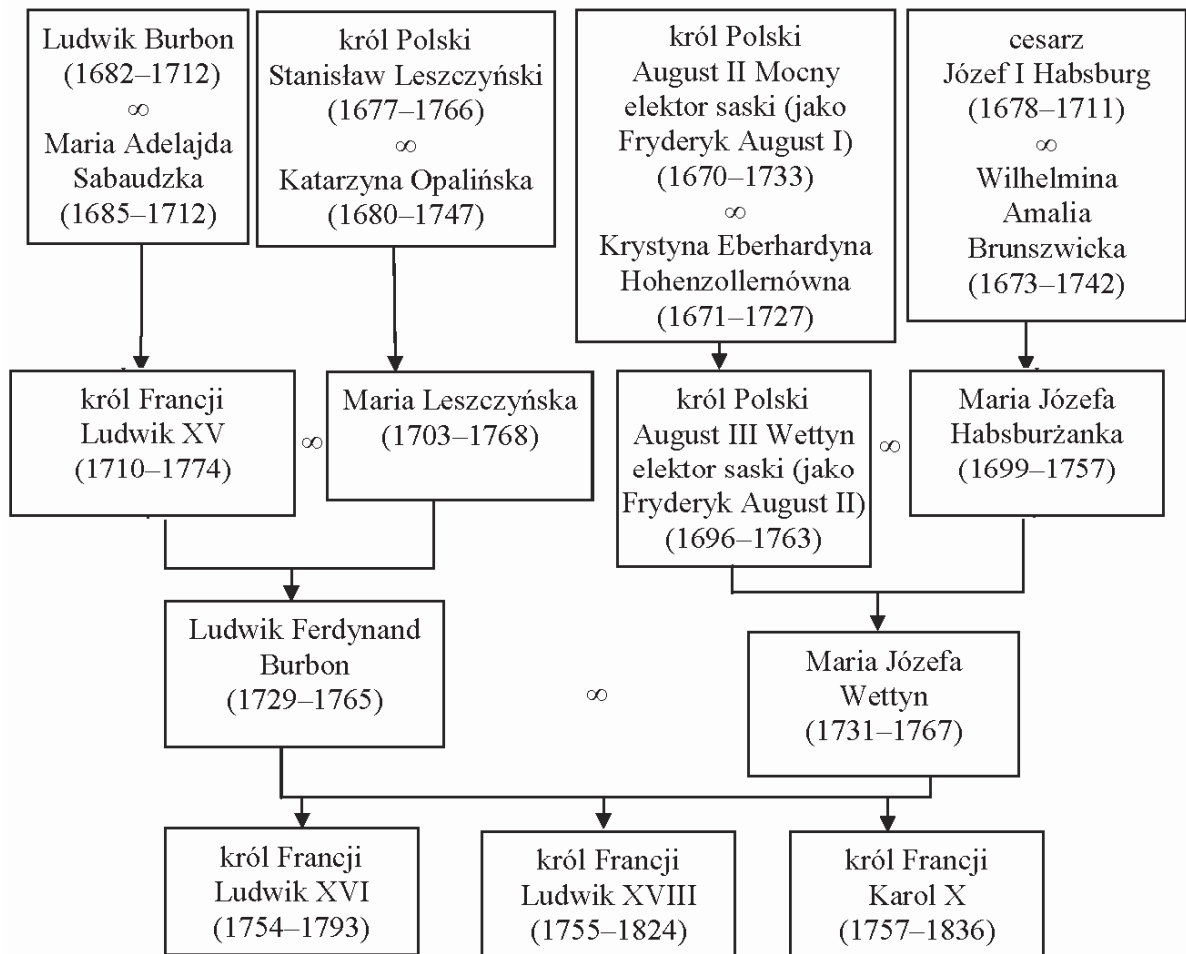 Ludwik Burbon
(1682–1712)
∞
Maria Adelajda
Sabaudzka
(1685–1712)
król Polski
Stanisław Leszczyński
(1677–1766)
∞
Katarzyna Opalińska
(1680–1747)
król Polski
August II Mocny
elektor saski (jako
Fryderyk August I)
(1670–1733)
∞
Krystyna Eberhardyna
Hohenzollernówna
(1671–1727)
cesarz
Józef I Habsburg
(1678–1711)
∞
Wilhelmina
Amalia
Brunszwicka
(1673–1742)
król Francji
Ludwik XV
(1710–1774)
∞
Maria Leszczyńska
(1703–1768)
król Polski
August III Wettyn
elektor saski (jako
Fryderyk August II)
(1696–1763)
∞
Maria Józefa
Habsburżanka
(1699–1757)
Ludwik Ferdynand
Burbon
(1729–1765)
∞
Maria Józefa
Wettyn
(1731–1767)
król Francji
Ludwik XVI
(1754–1793)
król Francji
Ludwik XVIII
(1755–1824)
król Francji
Karol X
(1757–1836)